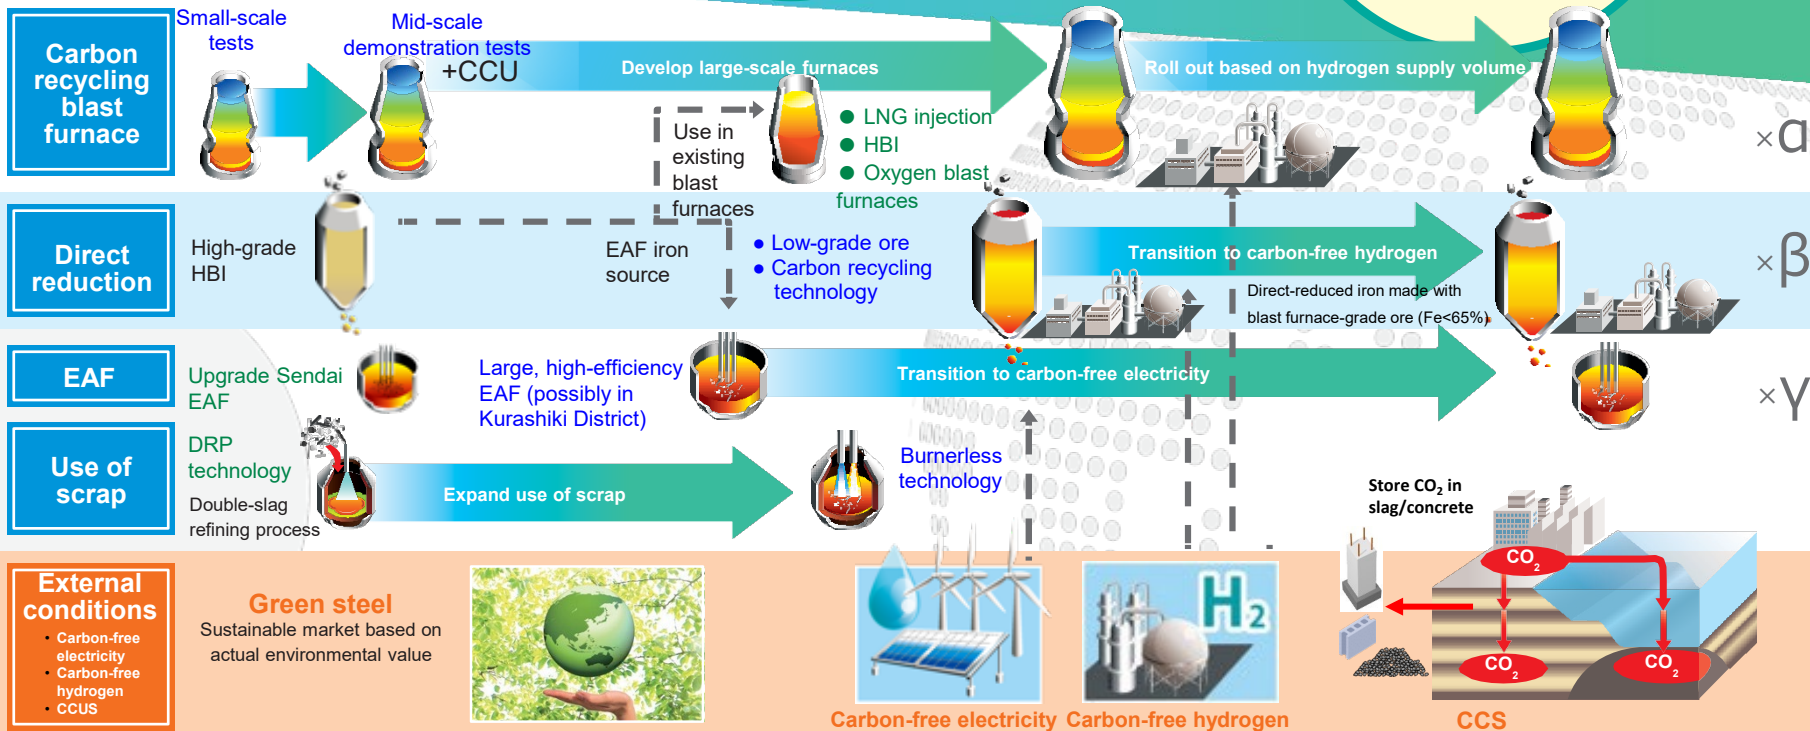 Carbon
recycling
blast
furnace
Small-scale
tests
Mid-scale
demonstration tests
+CCU
Develop large-scale furnaces
Roll out based on hydrogen supply volume
Use in
existing
blast
furnaces
● LNG injection
● HBI
● Oxygen blast
furnaces
×α
Direct
reduction
High-grade
HBI
EAF iron
source
● Low-grade ore
● Carbon recycling
technology
Transition to carbon-free hydrogen
Direct-reduced iron made with
blast furnace-grade ore (Fe<65%)
×β
EAF
Upgrade Sendai
EAF
Large, high-efficiency
EAF (possibly in
Kurashiki District)
Transition to carbon-free electricity
×γ
Use of
scrap
DRP
technology
Double-slag
refining process
Expand use of scrap
Burnerless
technology
Store CO₂ in
slag/concrete
External
conditions
• Carbon-free
electricity
• Carbon-free
hydrogen
• CCUS
Green steel
Sustainable market based on
actual environmental value
H₂
Carbon-free electricity
Carbon-free hydrogen
CO₂
CO₂
CO₂
CCS